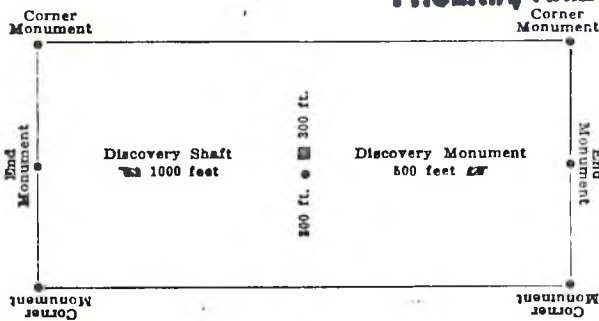 Corner
Monument
Corner
Monument
End
Monument
Discovery Shaft
☚ 1000 feet
300 ft.
300 ft.
Discovery Monument
500 feet ☛
End
Monument
Corner
Monument
Corner
Monument